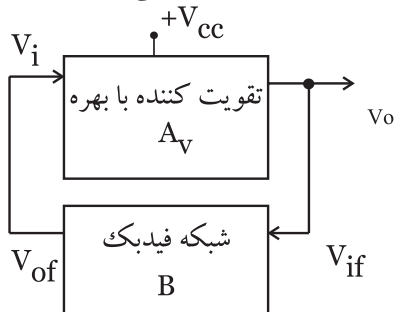 +Vcc
Vi
تقویت کننده با بهره
Av
Vo
شبکه فیدبک
Vof
B
Vif